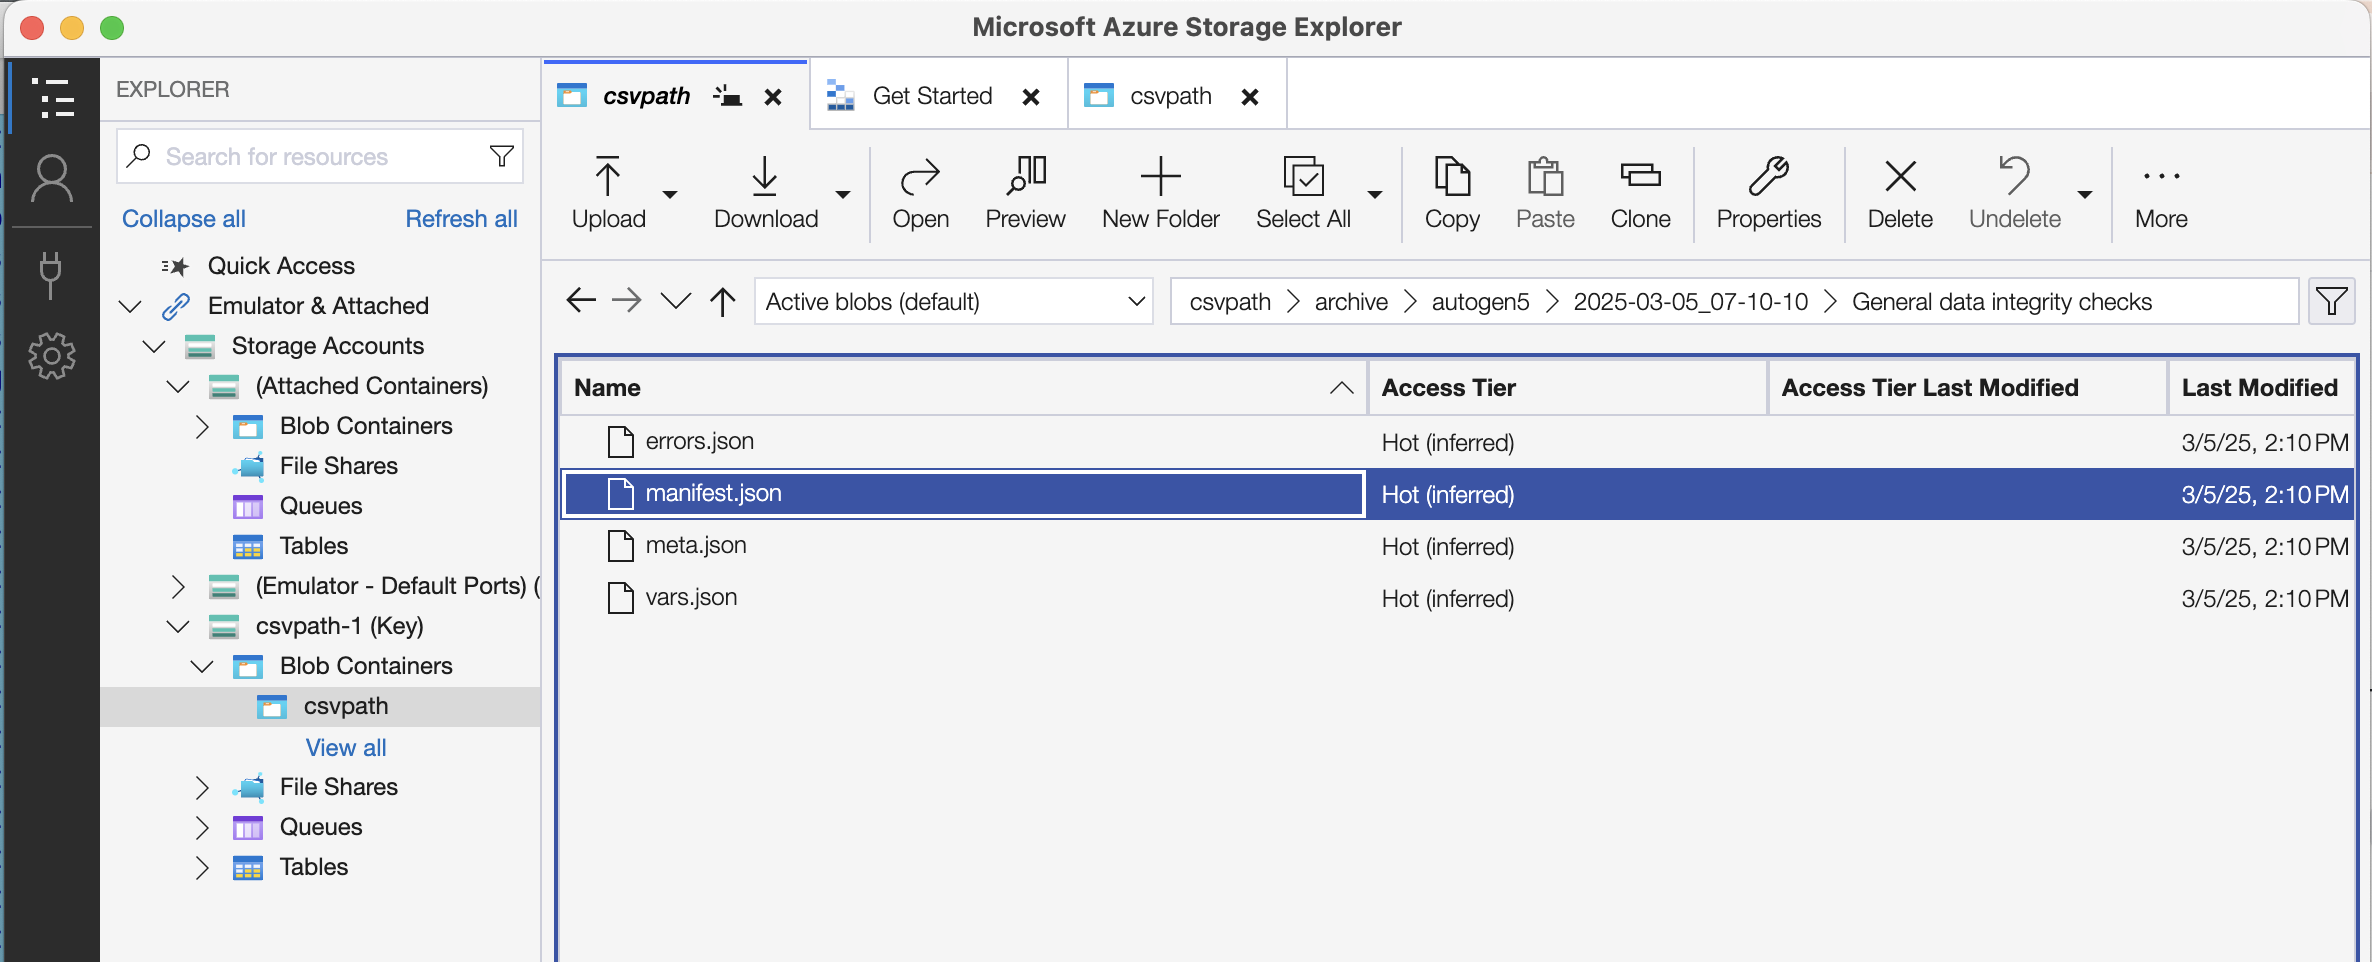 Microsoft Azure Storage Explorer
EXPLORER
Search for resources
Collapse all Refresh all
Quick Access
Emulator & Attached
Storage Accounts
(Attached Containers)
Blob Containers
File Shares
Queues
Tables
(Emulator - Default Ports) (
csvpath-1 (Key)
Blob Containers
csvpath
View all
File Shares
Queues
Tables
csvpath Get Started csvpath
Upload Download Open Preview New Folder Select All Copy Paste Clone Properties Delete Undelete More
Active blobs (default) csvpath archive autogen5 2025-03-05_07-10-10 General data integrity checks
Name Access Tier Access Tier Last Modified Last Modified
errors.json Hot (inferred) 3/5/25, 2:10 PM
manifest.json Hot (inferred) 3/5/25, 2:10 PM
meta.json Hot (inferred) 3/5/25, 2:10 PM
vars.json Hot (inferred) 3/5/25, 2:10 PM